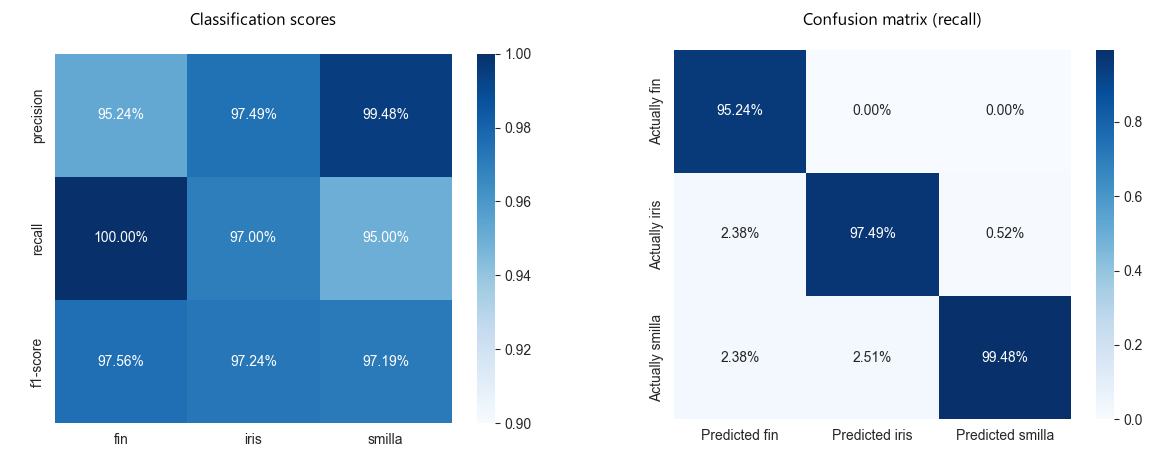 Classification scores
precision
recall
f1-score
95.24% 97.49% 99.48%
100.00% 97.00% 95.00%
97.56% 97.24% 97.19%
fin iris smilla
1.00
0.98
0.96
0.94
0.92
0.90
Confusion matrix (recall)
Actually fin
Actually iris
Actually smilla
95.24% 0.00% 0.00%
2.38% 97.49% 0.52%
2.38% 2.51% 99.48%
Predicted fin Predicted iris Predicted smilla
0.8
0.6
0.4
0.2
0.0